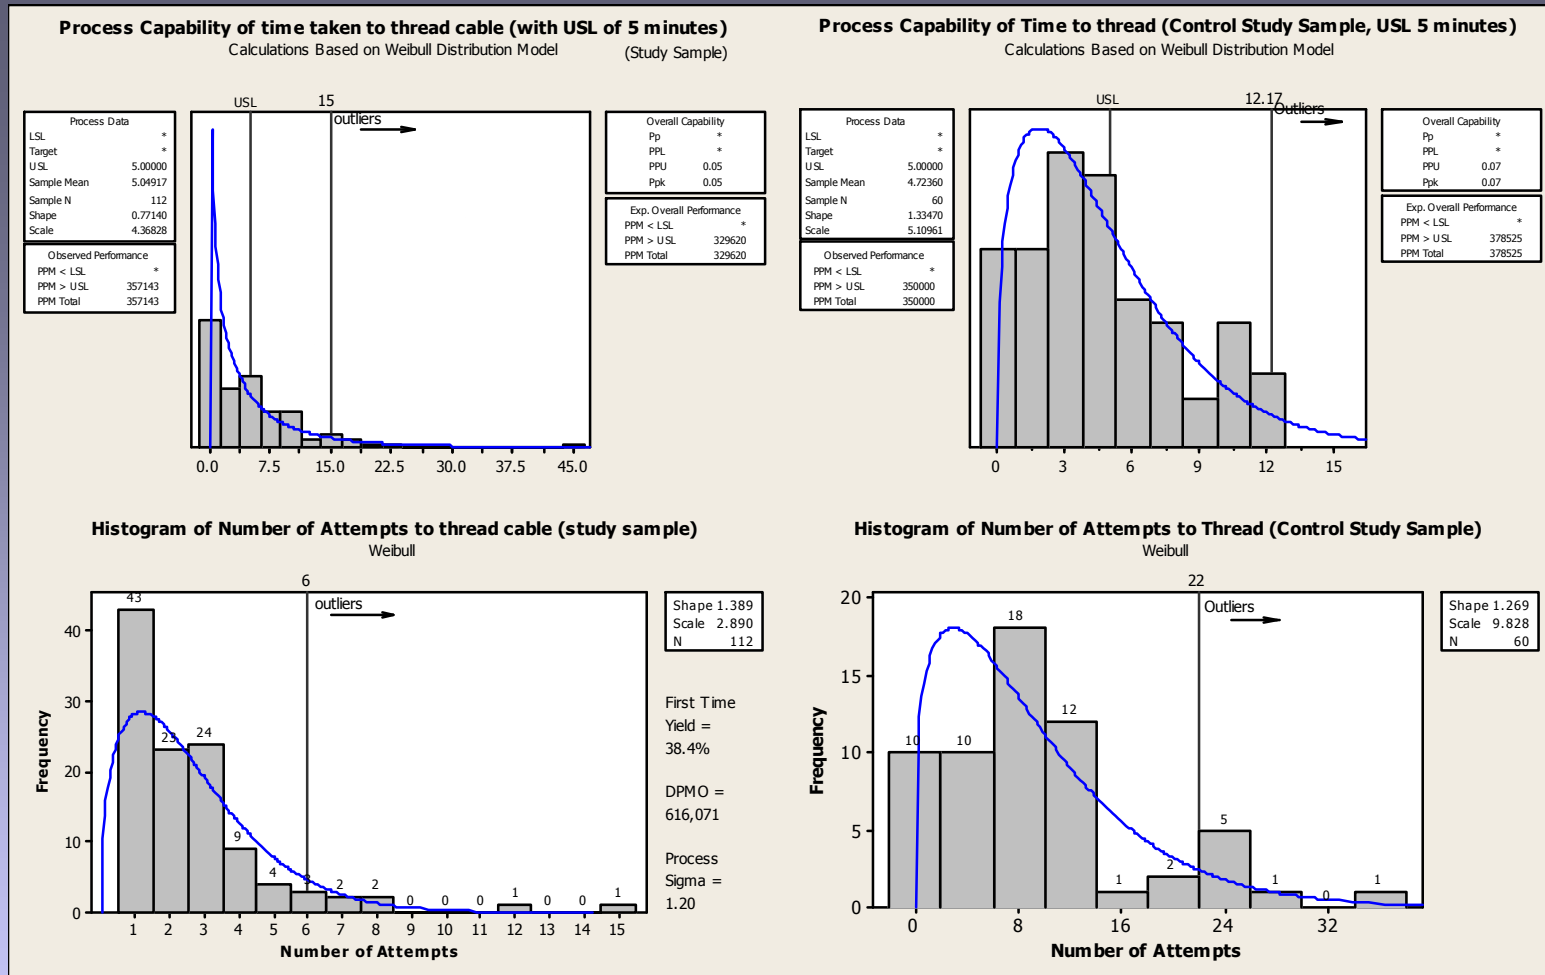 Process Capability of time taken to thread cable (with USL of 5 minutes)
Calculations Based on Weibull Distribution Model
(Study Sample)
USL
15
outliers
Process Data
LSL *
Target *
USL 5.00000
Sample Mean 5.04917
Sample N 112
Shape 0.77140
Scale 4.36828
Observed Performance
PPM < LSL *
PPM > USL 357143
PPM Total 357143
Overall Capability
Pp *
PPL *
PPU 0.05
Ppk 0.05
Exp. Overall Performance
PPM < LSL *
PPM > USL 329620
PPM Total 329620
0.0 7.5 15.0 22.5 30.0 37.5 45.0
Process Capability of Time to thread (Control Study Sample, USL 5 minutes)
Calculations Based on Weibull Distribution Model
USL
12.17
Outliers
Process Data
LSL *
Target *
USL 5.00000
Sample Mean 4.72360
Sample N 60
Shape 1.33470
Scale 5.10961
Observed Performance
PPM < LSL *
PPM > USL 350000
PPM Total 350000
Overall Capability
Pp *
PPL *
PPU 0.07
Ppk 0.07
Exp. Overall Performance
PPM < LSL *
PPM > USL 378525
PPM Total 378525
0 3 6 9 12 15
Histogram of Number of Attempts to thread cable (study sample)
Weibull
6
outliers
Shape 1.389
Scale 2.890
N 112
First Time
Yield =
38.4%
DPMO =
616,071
Process
Sigma =
1.20
Frequency
40
30
20
10
0
43 23 24 9 4 3 2 2 0 0 0 1 0 0 1
1 2 3 4 5 6 7 8 9 10 11 12 13 14 15
Number of Attempts
Histogram of Number of Attempts to Thread (Control Study Sample)
Weibull
22
Outliers
Shape 1.269
Scale 9.828
N 60
Frequency
20
15
10
5
0
10 10 18 12 1 2 5 1 0 1
0 8 16 24 32
Number of Attempts